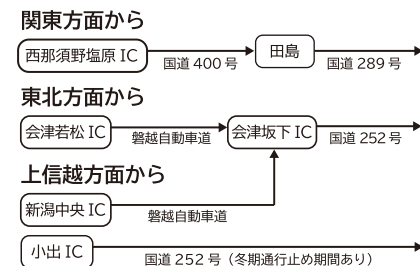 関東方面から
西那須野塩原 IC
国道 400 号
田島
国道 289 号
東北方面から
会津若松 IC
磐越自動車道
会津坂下 IC
国道 252 号
上信越方面から
新潟中央 IC
磐越自動車道
小出 IC
国道 252 号（冬期通行止め期間あり）